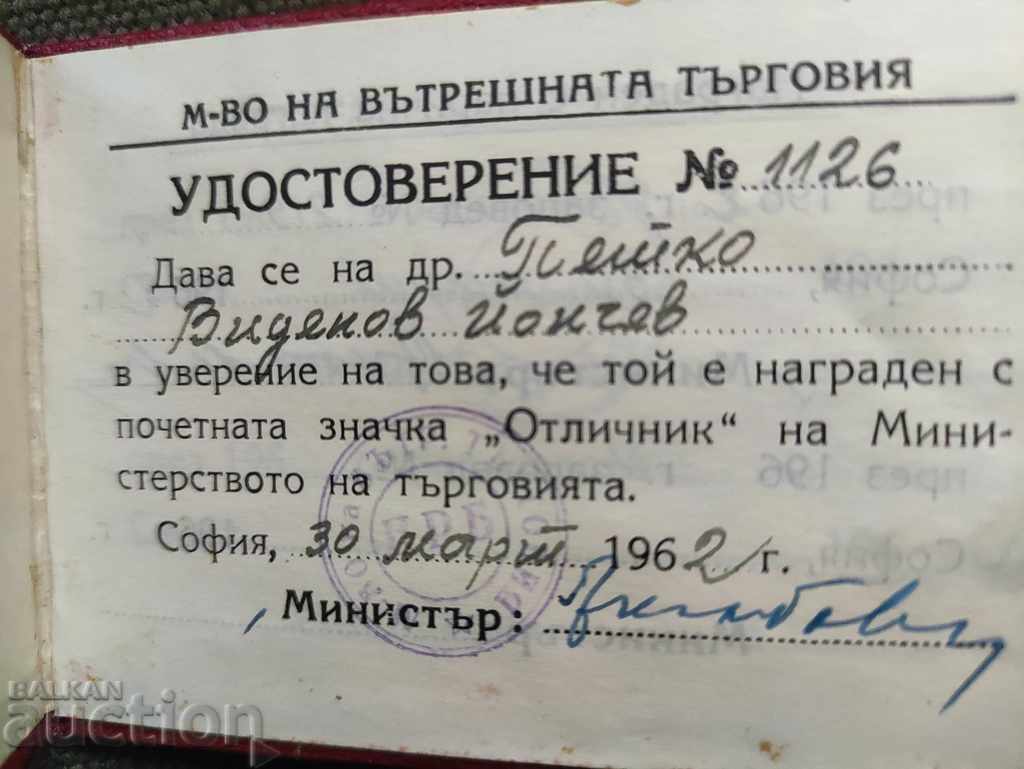 М-ВО НА ВЪТРЕШНАТА ТЪРГОВИЯ
УДОСТОВЕРЕНИЕ № 1126
Дава се на др. Петко
Виденов Йончев
в уверение на това, че той е награден с
почетната значка „Отличник“ на Мини-
стерството на търговията.
София, 30 март 1962 г.
Министър:
BALKAN
auction